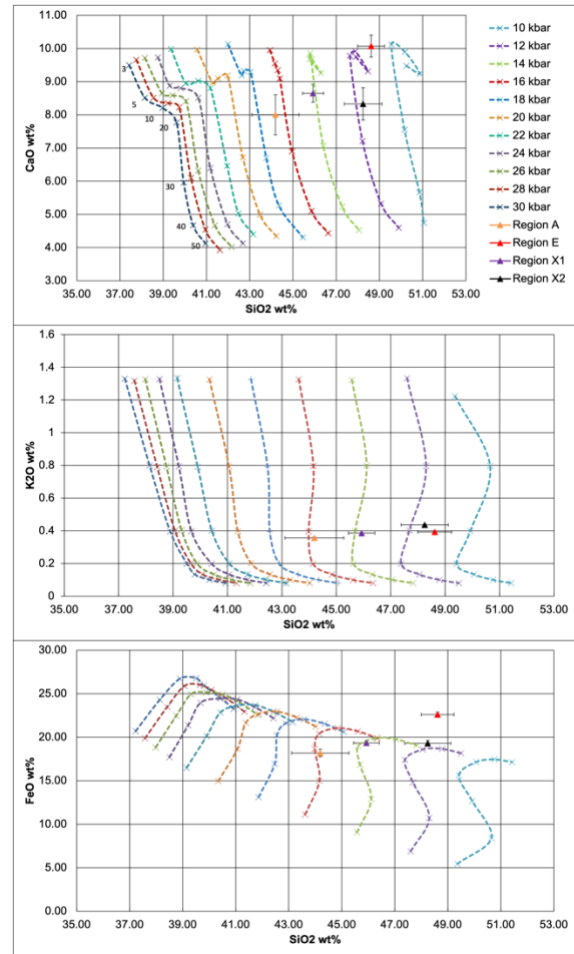 11.00
10.00
9.00
8.00
7.00
6.00
5.00
4.00
3.00
CaO wt%
3
5
10
20
30
40
50
35.00 37.00 39.00 41.00 43.00 45.00 47.00 49.00 51.00 53.00
SiO2 wt%
10 kbar
12 kbar
14 kbar
16 kbar
18 kbar
20 kbar
22 kbar
24 kbar
26 kbar
28 kbar
30 kbar
Region A
Region E
Region X1
Region X2
1.6
1.4
1.2
1
0.8
0.6
0.4
0.2
0
K2O wt%
35.00 37.00 39.00 41.00 43.00 45.00 47.00 49.00 51.00 53.00
SiO2 wt%
30.00
25.00
20.00
15.00
10.00
5.00
0.00
FeO wt%
35.00 37.00 39.00 41.00 43.00 45.00 47.00 49.00 51.00 53.00
SiO2 wt%